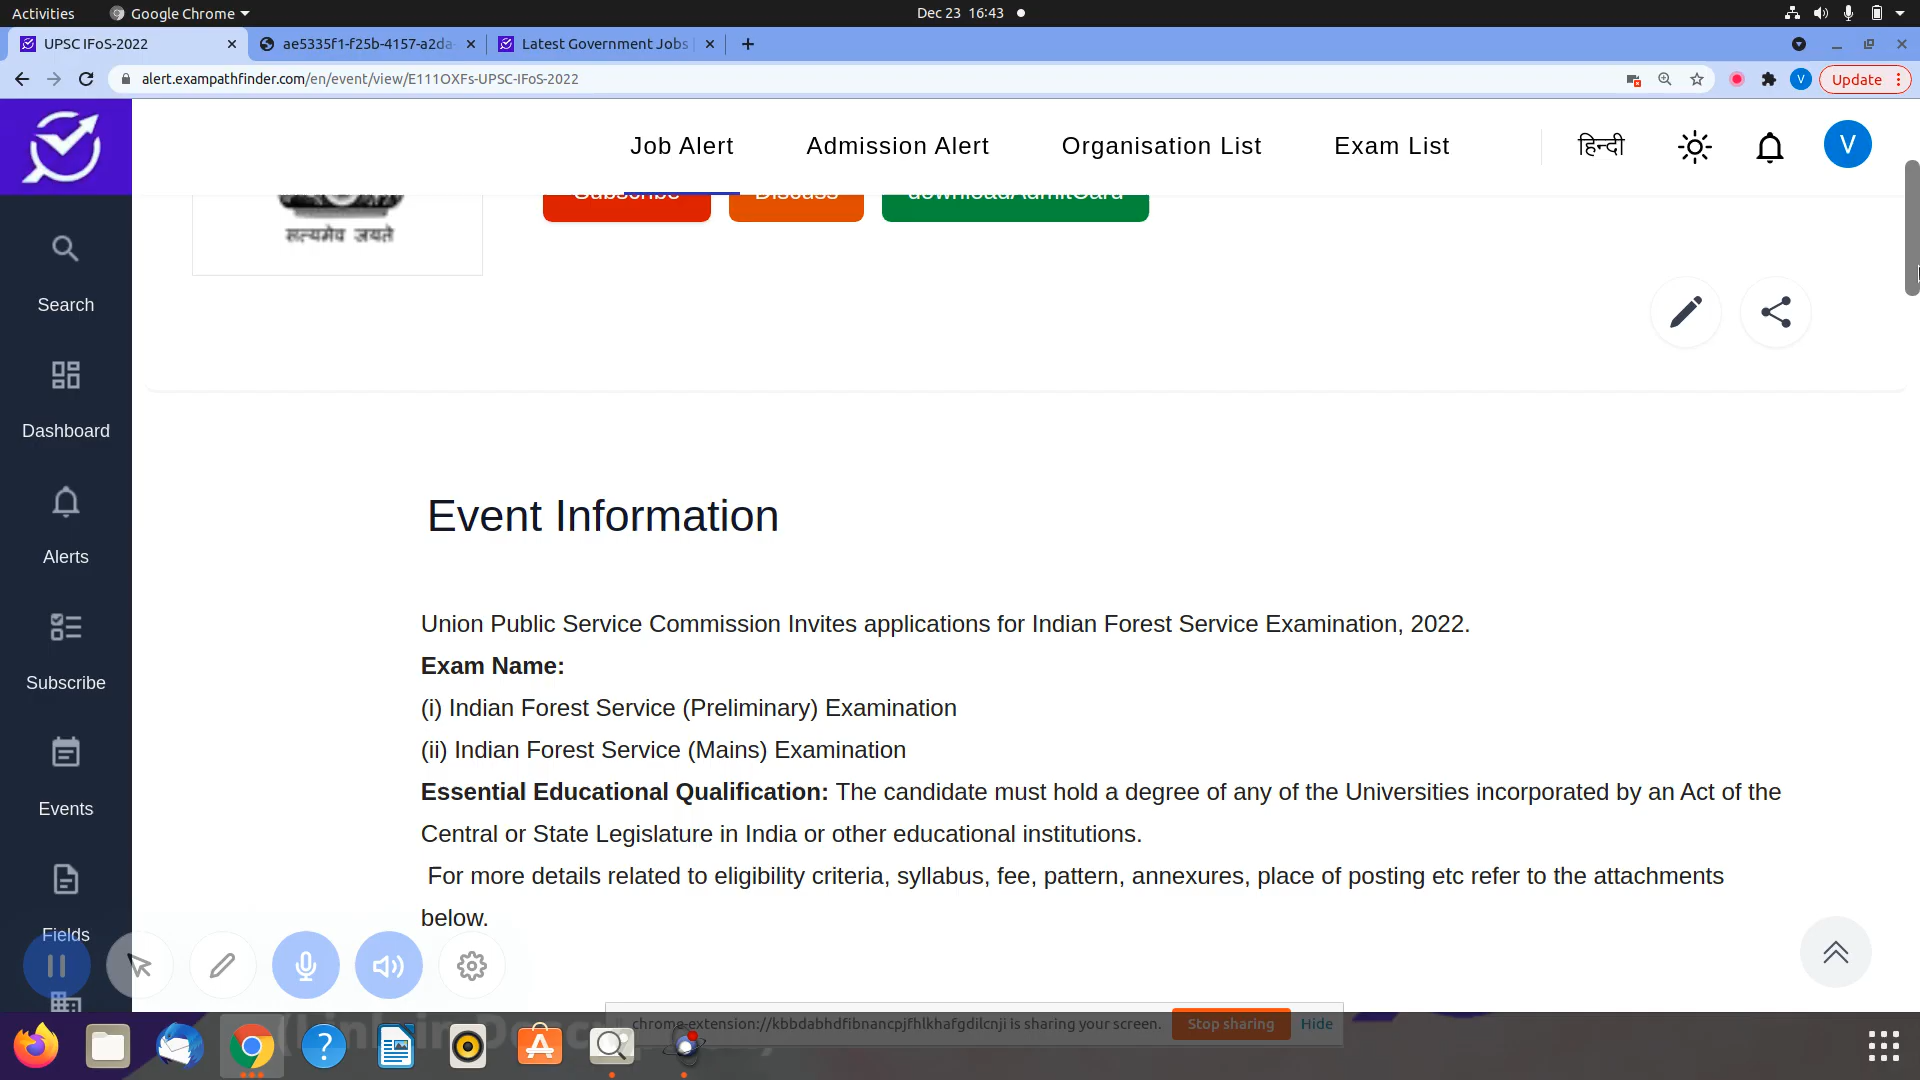 Activities
Google Chrome
Dec 23 16:43
UPSC IFoS-2022
ae5335f1-f25b-4157-a2da-
Latest Government Jobs
alert.exampathfinder.com/en/event/view/E111OXFs-UPSC-IFoS-2022
V
Update
Job Alert
Admission Alert
Organisation List
Exam List
हिन्दी
V
Subscribe
Discuss
downloadAdmitCard
सत्यमेव जयते
Search
Dashboard
Alerts
Subscribe
Events
Fields
Event Information
Union Public Service Commission Invites applications for Indian Forest Service Examination, 2022.
Exam Name:
(i) Indian Forest Service (Preliminary) Examination
(ii) Indian Forest Service (Mains) Examination
Essential Educational Qualification: The candidate must hold a degree of any of the Universities incorporated by an Act of the
Central or State Legislature in India or other educational institutions.
For more details related to eligibility criteria, syllabus, fee, pattern, annexures, place of posting etc refer to the attachments
below.
chrome-extension://kbbdabhdfibnancpjfhlkhafgdilcnji is sharing your screen.
Stop sharing
Hide
(Link in